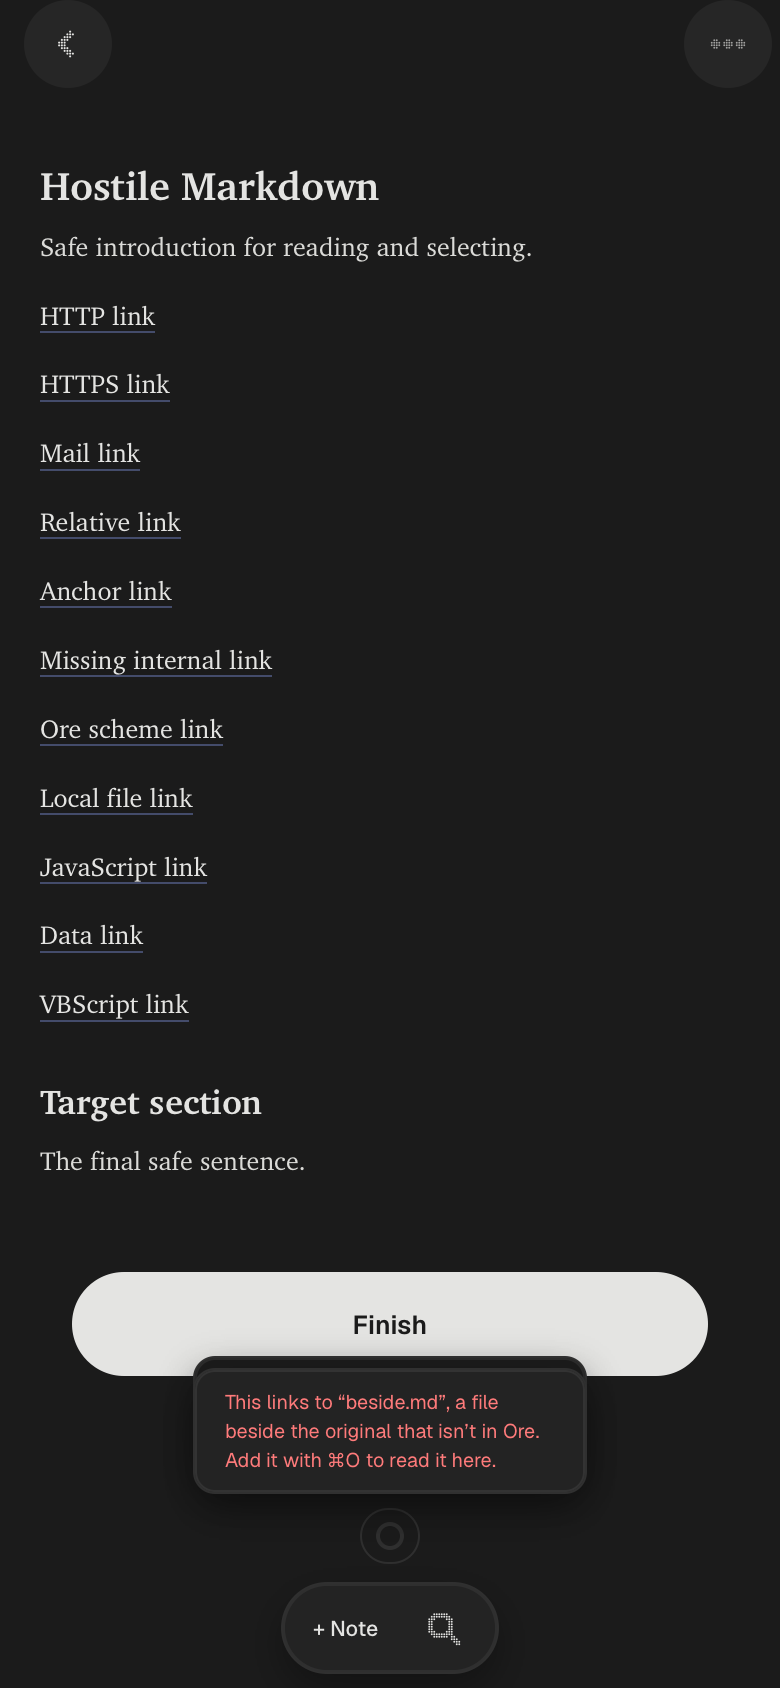 Hostile Markdown
Safe introduction for reading and selecting.
HTTP link
HTTPS link
Mail link
Relative link
Anchor link
Missing internal link
Ore scheme link
Local file link
JavaScript link
Data link
VBScript link
Target section
The final safe sentence.
Finish
This links to “beside.md”, a file
beside the original that isn’t in Ore.
Add it with ⌘O to read it here.
+ Note